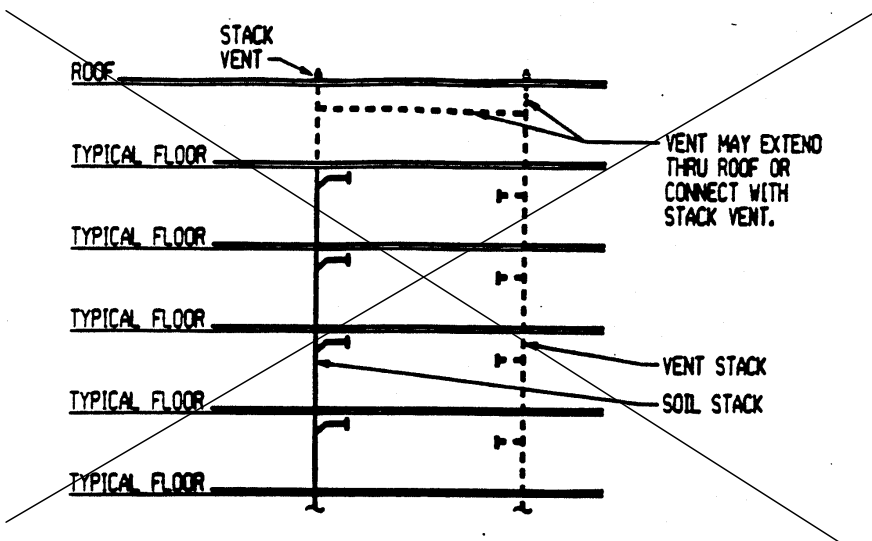 STACK
VENT
ROOF
TYPICAL FLOOR
VENT MAY EXTEND
THRU ROOF OR
CONNECT WITH
STACK VENT.
TYPICAL FLOOR
TYPICAL FLOOR
VENT STACK
SOIL STACK
TYPICAL FLOOR
TYPICAL FLOOR